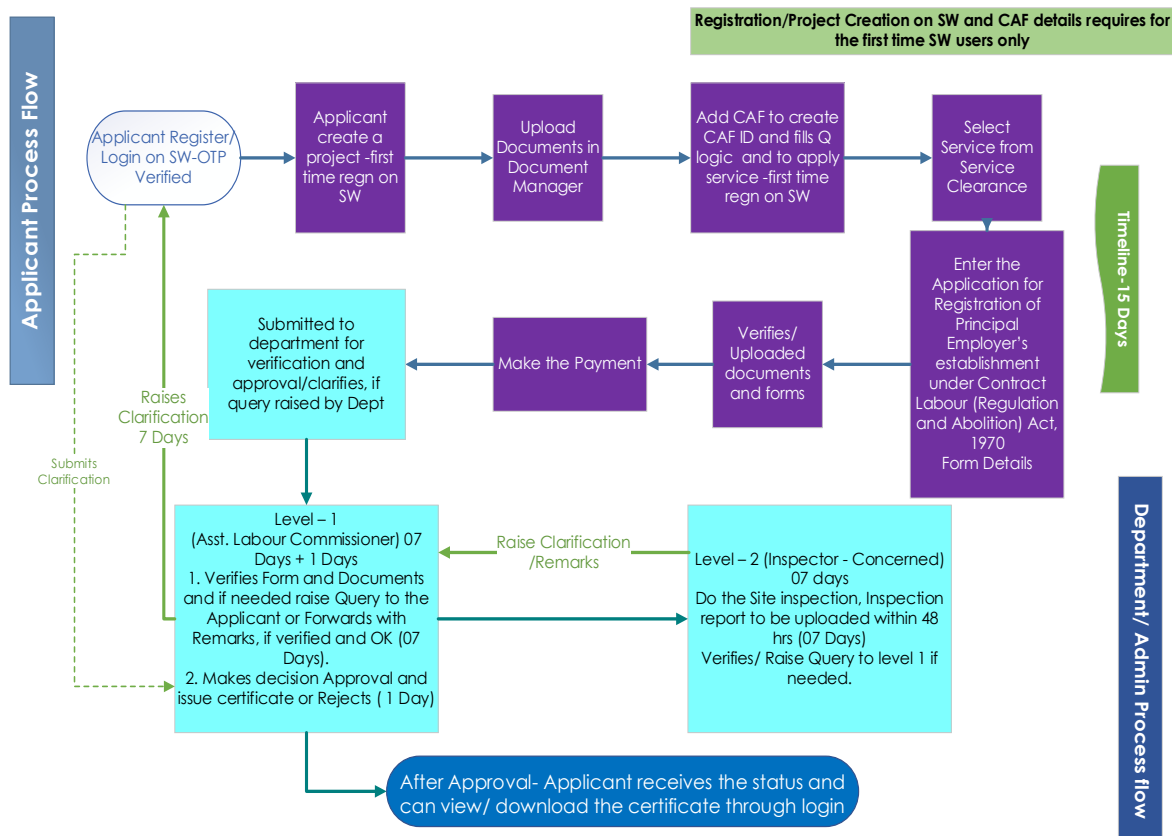 Registration/Project Creation on SW and CAF details requires for
the first time SW users only
Applicant Process Flow
Applicant Register/
Login on SW-OTP
Verified
Applicant
create a
project -first
time regn on
SW
Upload
Documents in
Document
Manager
Add CAF to create
CAF ID and fills Q
logic and to apply
service -first time
regn on SW
Select
Service from
Service
Clearance
Timeline-15 Days
Enter the
Application for
Registration of
Principal
Employer's
establishment
under Contract
Labour (Regulation
and Abolition) Act,
1970
Form Details
Verifies/
Uploaded
documents
and forms
Make the Payment
Submitted to
department for
verification and
approval/clarifies, if
query raised by Dept
Raises
Clarification
7 Days
Submits
Clarification
Level – 1
(Asst. Labour Commissioner) 07
Days + 1 Days
1. Verifies Form and Documents
and if needed raise Query to the
Applicant or Forwards with
Remarks, if verified and OK (07
Days).
2. Makes decision Approval and
issue certificate or Rejects ( 1 Day)
Raise Clarification
/Remarks
Level – 2 (Inspector - Concerned)
07 days
Do the Site inspection, Inspection
report to be uploaded within 48
hrs (07 Days)
Verifies/ Raise Query to level 1 if
needed.
Department/ Admin Process flow
After Approval- Applicant receives the status and
can view/ download the certificate through login